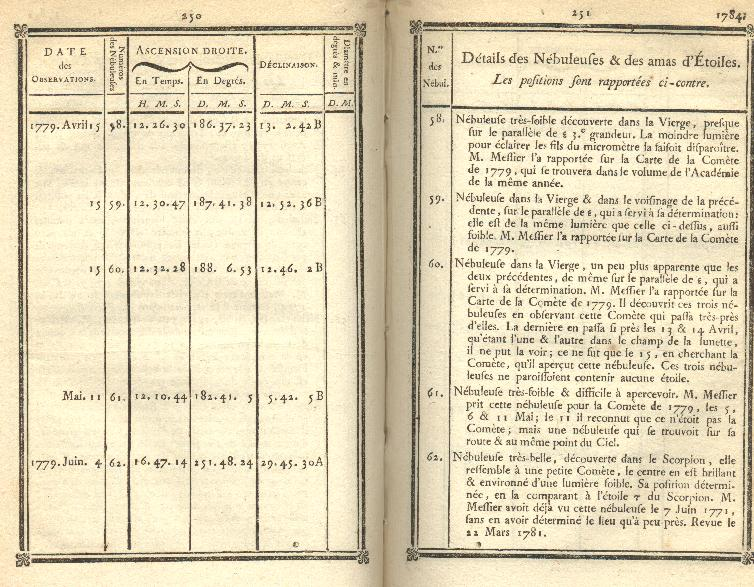 250
DATE
des
OBSERVATIONS.
Numéros
des Nébuleuses.
ASCENSION DROITE.
En Temps. En Degrés.
DÉCLINAISON.
Diametre en
degrés & min.
H. M. S. D. M. S. D. M. S. D. M.
1779. Avril 15 58. 12. 26. 30 186. 37. 23 13. 2. 42 B
15 59. 12. 30. 47 187. 41. 38 12. 52. 36 B
15 60. 12. 32. 28 188. 6. 53 12. 46. 2 B
Mai. 11 61. 12. 10. 44 182. 41. 5 5. 42. 5 B
1779. Juin. 4 62. 16. 47. 14 251. 48. 24 29. 45. 30 A
251 1784.
N.os
des
Nébul.
Détails des Nébuleuſes & des amas d'Étoiles.
Les poſitions ſont rapportées ci-contre.
58. Nébuleuſe très-foible découverte dans la Vierge, preſque
ſur le parallèle de ε 3.e grandeur. La moindre lumière
pour éclairer les fils du micromètre la faiſoit diſparoître.
M. Meſſier l'a rapportée ſur la Carte de la Comète
de 1779, qui ſe trouvera dans le volume de l'Académie
de la même année.
59. Nébuleuſe dans la Vierge & dans le voiſinage de la précé-
dente, ſur le parallèle de ε, qui a ſervi à ſa détermination:
elle eſt de la même lumière que celle ci-deſſus, auſſi
foible. M. Meſſier l'a rapportée ſur la Carte de la Comète
de 1779.
60. Nébuleuſe dans la Vierge, un peu plus apparente que les
deux précédentes, de même ſur le parallèle de ε, qui a
ſervi à ſa détermination. M. Meſſier l'a rapportée ſur la
Carte de la Comète de 1779. Il découvrit ces trois né-
buleuſes en obſervant cette Comète qui paſſa très-près
d'elles. La dernière en paſſa ſi près les 13 & 14 Avril,
qu'étant l'une & l'autre dans le champ de la lunette,
il ne put la voir; ce ne fut que le 15, en cherchant la
Comète, qu'il aperçut cette nébuleuſe. Ces trois nébu-
leuſes ne paroiſſoient contenir aucune étoile.
61. Nébuleuſe très-foible & difficile à apercevoir. M. Meſſier
prit cette nébuleuſe pour la Comète de 1779, les 5,
6 & 11 Mai; le 11 il reconnut que ce n'étoit pas la
Comète; mais une nébuleuſe qui ſe trouvoit ſur ſa
route & au même point du Ciel.
62. Nébuleuſe très-belle, découverte dans le Scorpion, elle
reſſemble à une petite Comète, le centre en eſt brillant
& environné d'une lumière foible. Sa poſition détermi-
née, en la comparant à l'étoile τ du Scorpion. M.
Meſſier avoit déjà vu cette nébuleuſe le 7 Juin 1771,
ſans en avoir déterminé le lieu qu'à peu-près. Revue le
22 Mars 1781.